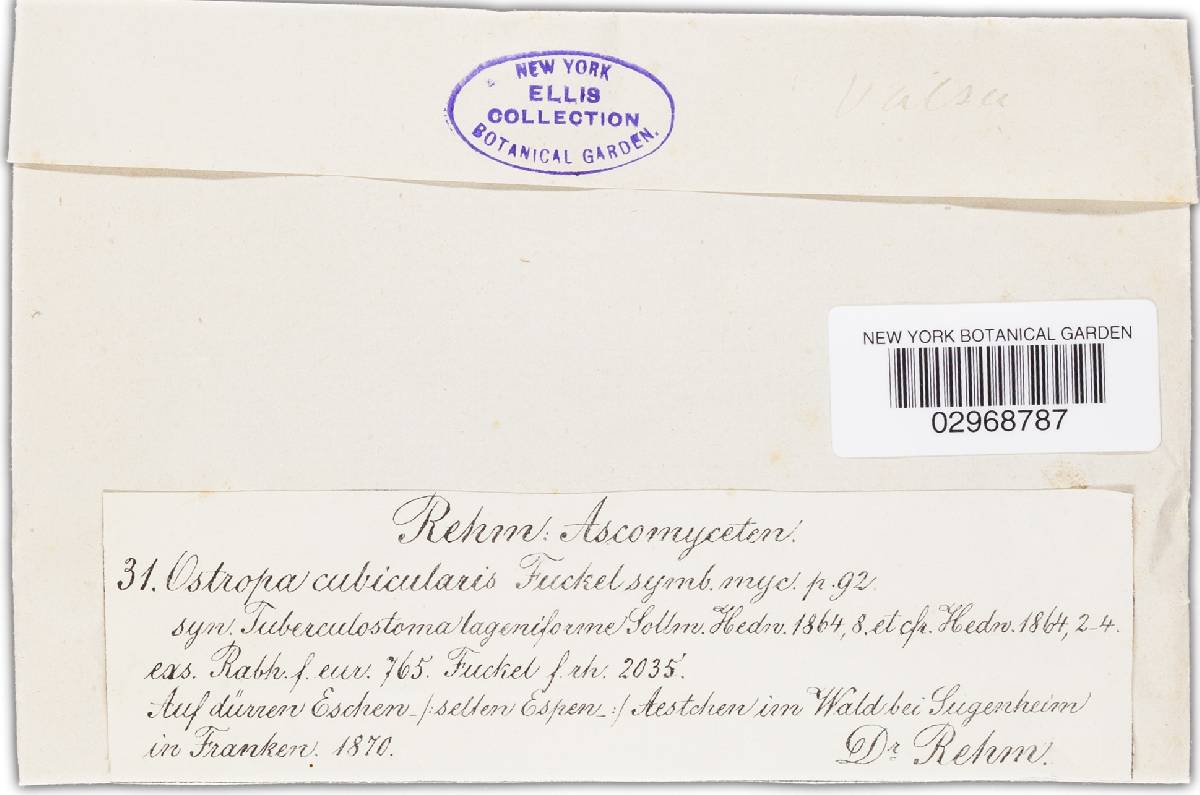 NEW YORK
ELLIS
COLLECTION
BOTANICAL GARDEN.
Valsa
NEW YORK BOTANICAL GARDEN
02968787
Rehm: Ascomyceten.
31. Ostropa cubicularis Fuckel symb. myc. p. 92.
syn. Tuberculostoma lageniforme Sollm. Hedw. 1864, 8. et cfr. Hedw. 1864, 2-4.
exs. Rabh. f. eur. 765. Fuckel f. rh. 2035.
Auf dürren Eschen-/: selten Espen-:/ Aestchen im Wald bei Sugenheim
in Franken. 1870.
Dr. Rehm.